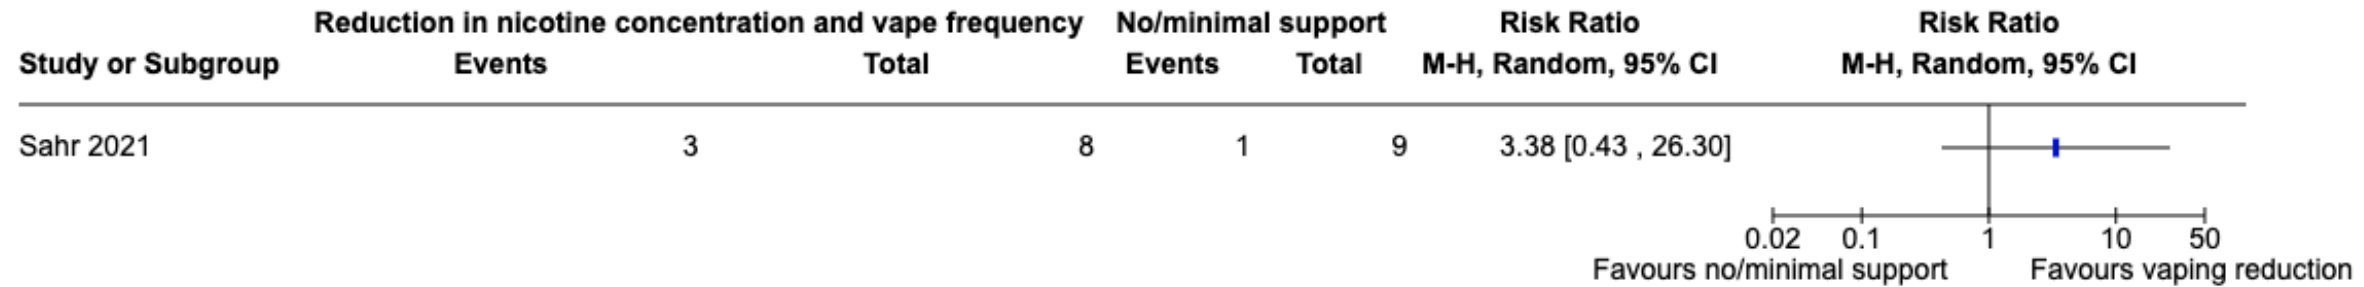 Reduction in nicotine concentration and vape frequency No/minimal support Risk Ratio Risk Ratio
Study or Subgroup Events Total Events Total M-H, Random, 95% CI M-H, Random, 95% CI
Sahr 2021 3 8 1 9 3.38 [0.43 , 26.30]
0.02 0.1 1 10 50
Favours no/minimal support Favours vaping reduction